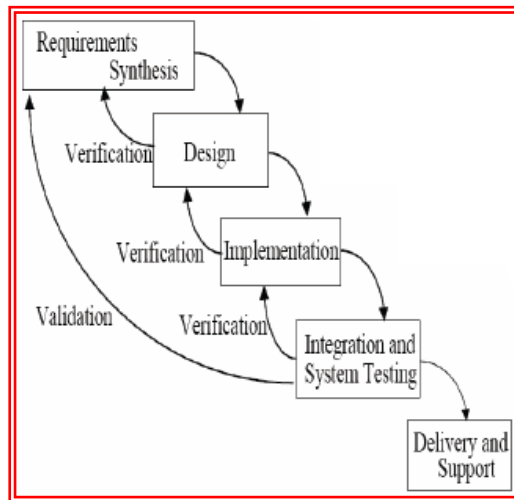 Requirements
Synthesis
Verification
Design
Verification
Implementation
Validation
Verification
Integration and
System Testing
Delivery and
Support